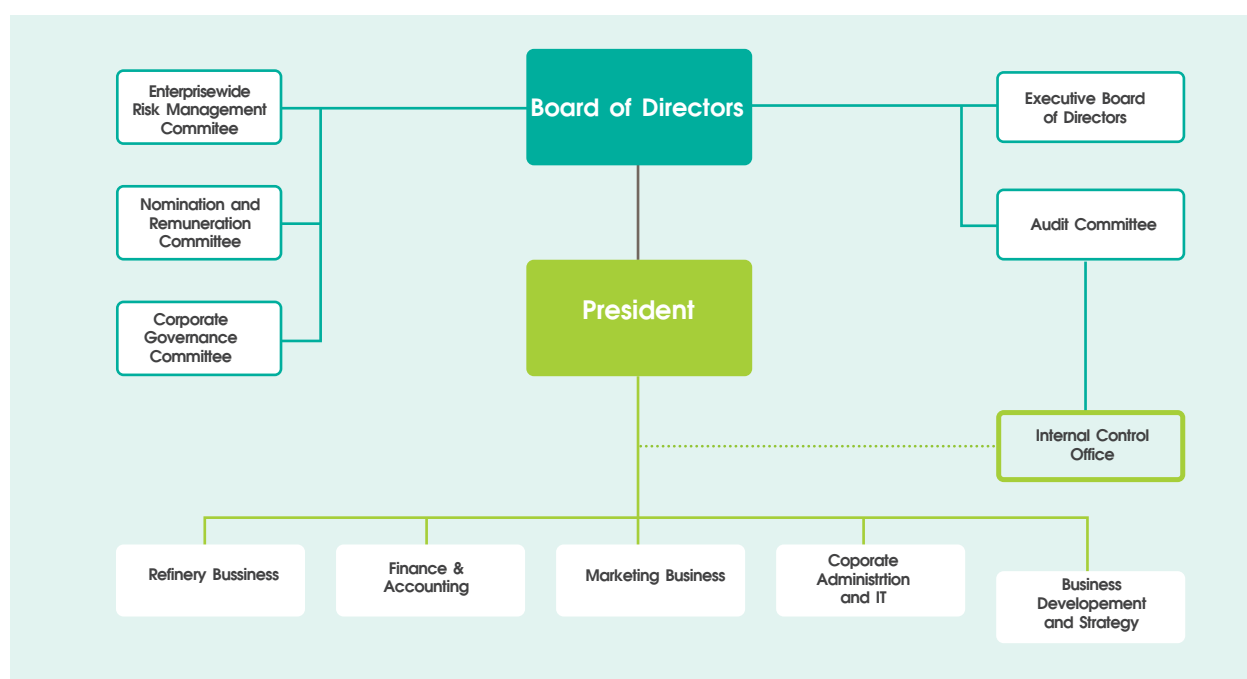 Enterprisewide
Risk Management
Commitee
Board of Directors
Executive Board
of Directors
Nomination and
Remuneration
Committee
Audit Committee
President
Corporate
Governance
Committee
Internal Control
Office
Refinery Bussiness
Finance &
Accounting
Marketing Business
Coporate
Administrtion
and IT
Business
Developement
and Strategy